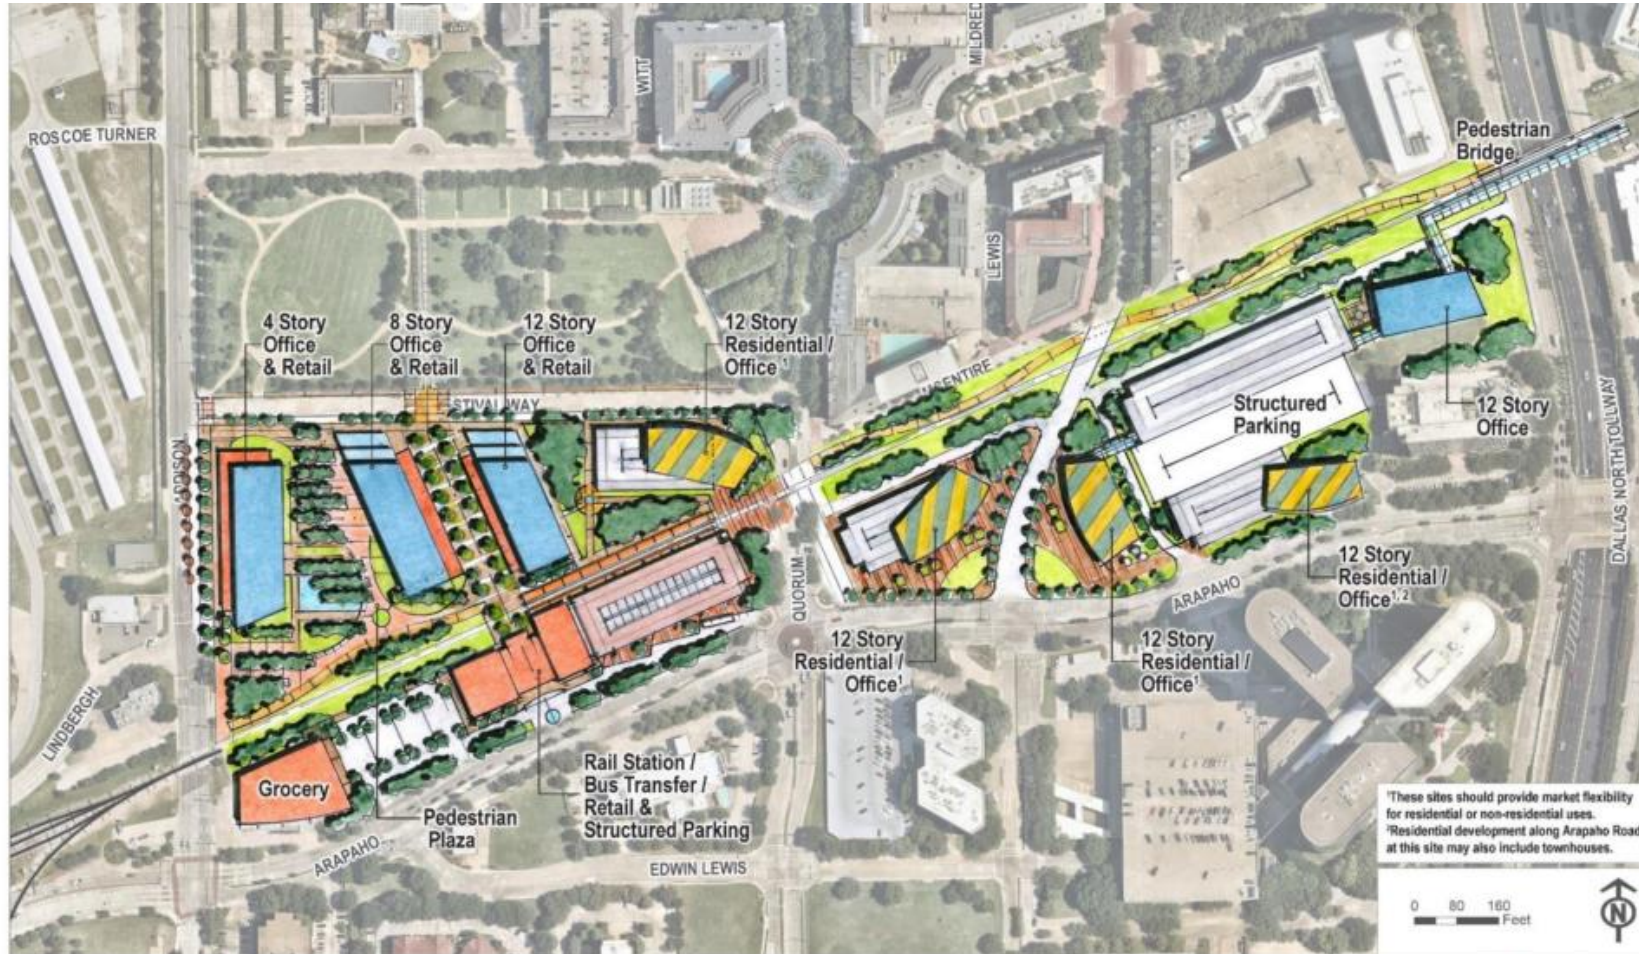 MILDRED
WITT
ROSCOE TURNER
Pedestrian
Bridge
LEWIS
4 Story
Office
& Retail
8 Story
Office
& Retail
12 Story
Office
& Retail
12 Story
Residential /
Office¹
STIVAL WAY
Structured
Parking
12 Story
Office
DALLAS NORTH TOLLWAY
QUORUM
ARAPAHO
12 Story
Residential /
Office¹,²
12 Story
Residential /
Office¹
12 Story
Residential /
Office¹
LINDBERGH
Grocery
Pedestrian
Plaza
Rail Station /
Bus Transfer /
Retail &
Structured Parking
ARAPAHO
EDWIN LEWIS
¹These sites should provide market flexibility
for residential or non-residential uses.
²Residential development along Arapaho Road
at this site may also include townhouses.
0 80 160
Feet
N